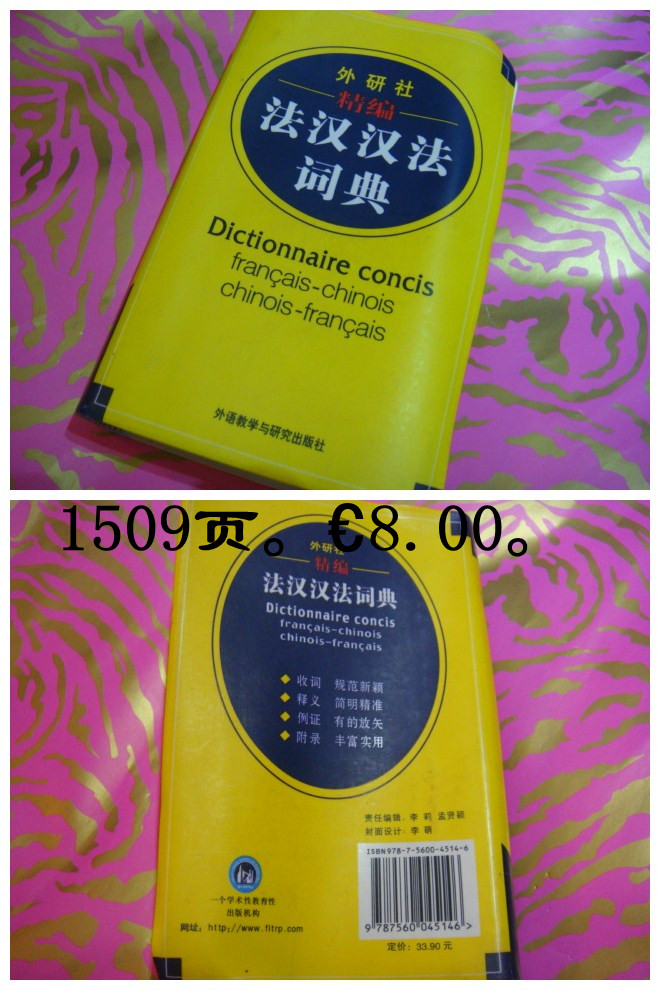 外研社
精编
法汉汉法
词典
Dictionnaire concis
français-chinois
chinois-français
外语教学与研究出版社
1509页。€8.00。
外研社
精编
法汉汉法词典
Dictionnaire concis
français-chinois
chinois-français
收词 规范新颖
释义 简明精准
例证 有的放矢
附录 丰富实用
责任编辑：李 莉 孟贤颖
封面设计：李 萌
ISBN 978-7-5600-4514-6
9 787560 045146 >
定价：33.90 元
一个学术性教育性
出版机构
网址：http://www.fltrp.com